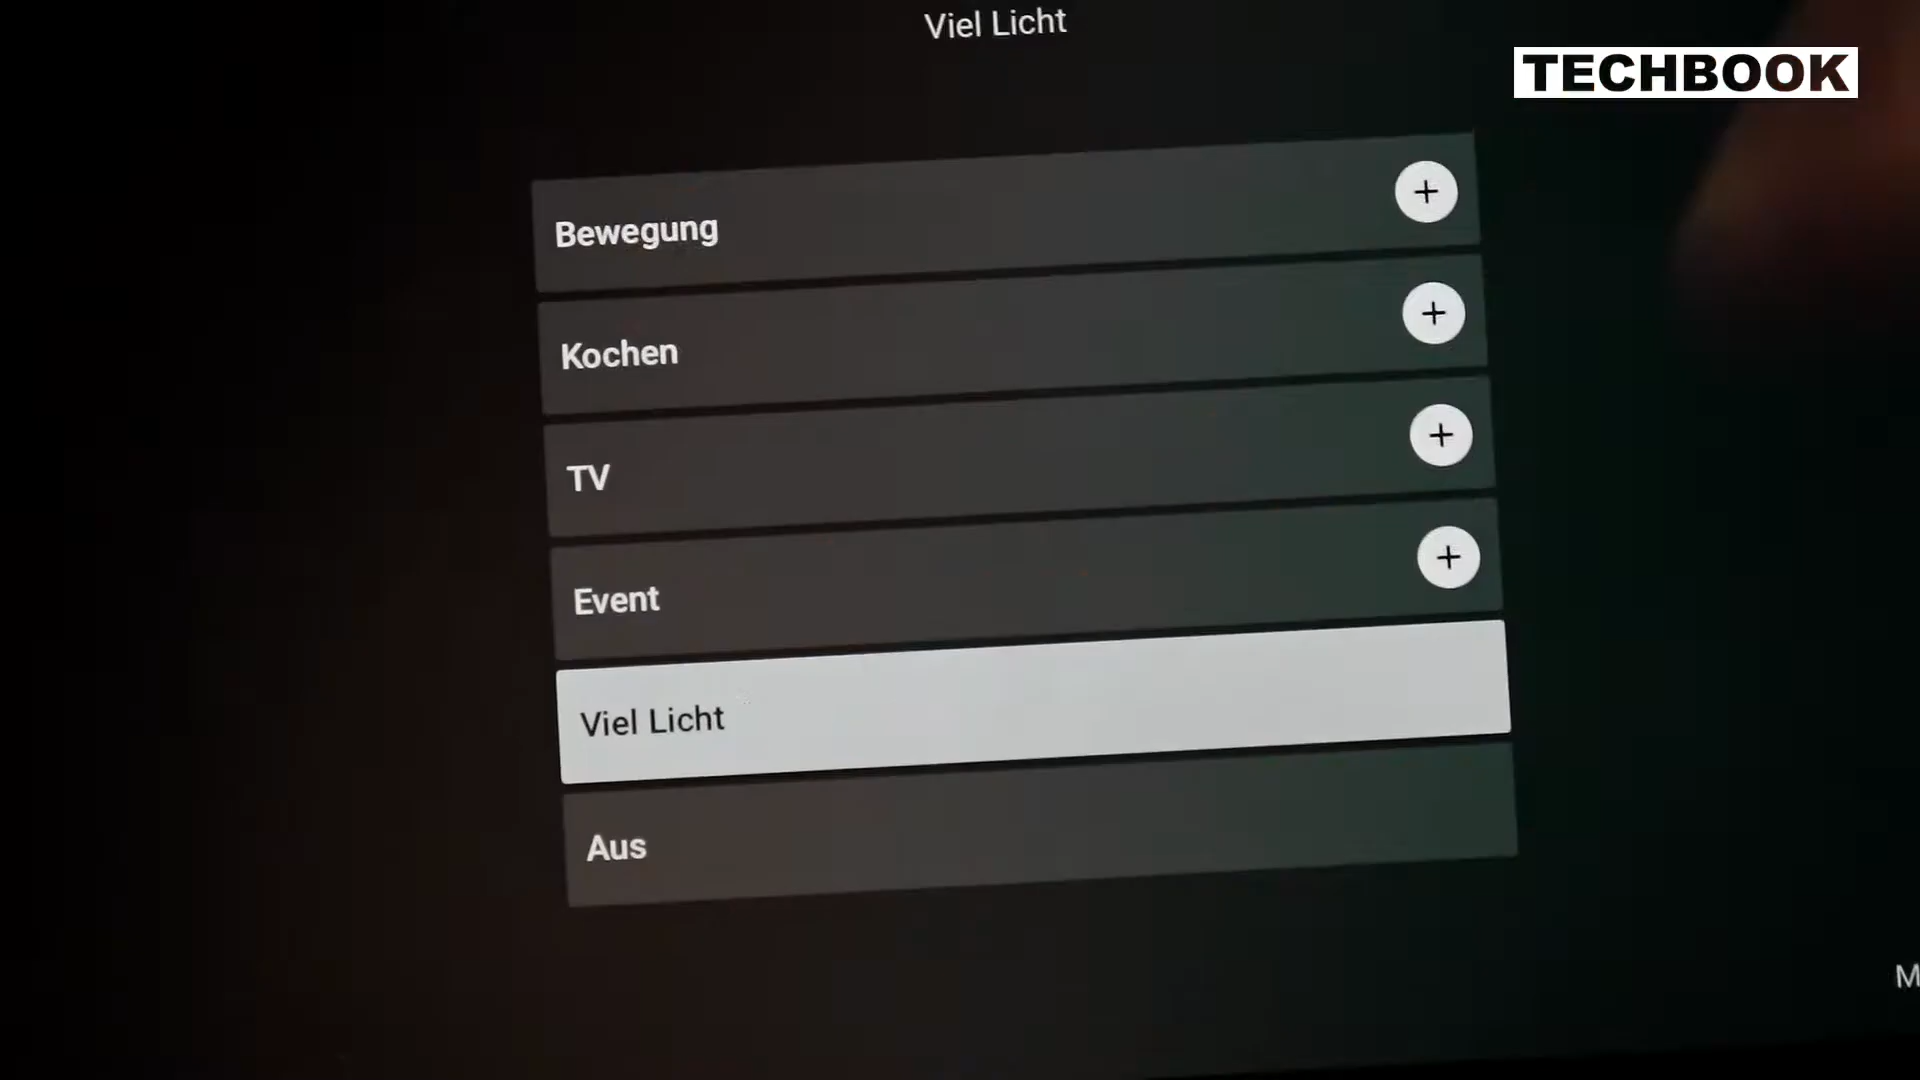 Viel Licht
TECHBOOK
Bewegung
Kochen
TV
Event
Viel Licht
Aus